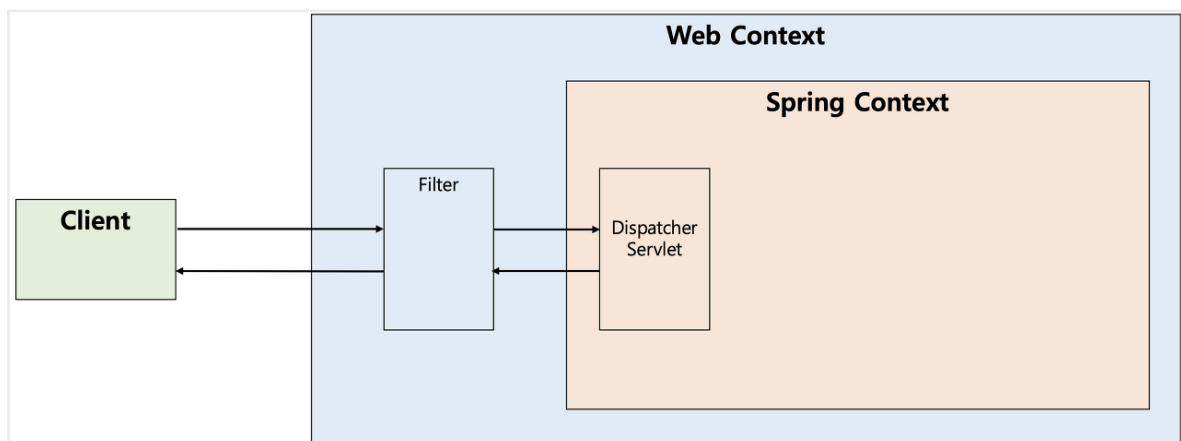 Web Context
Spring Context
Filter
Client
Dispatcher
Servlet